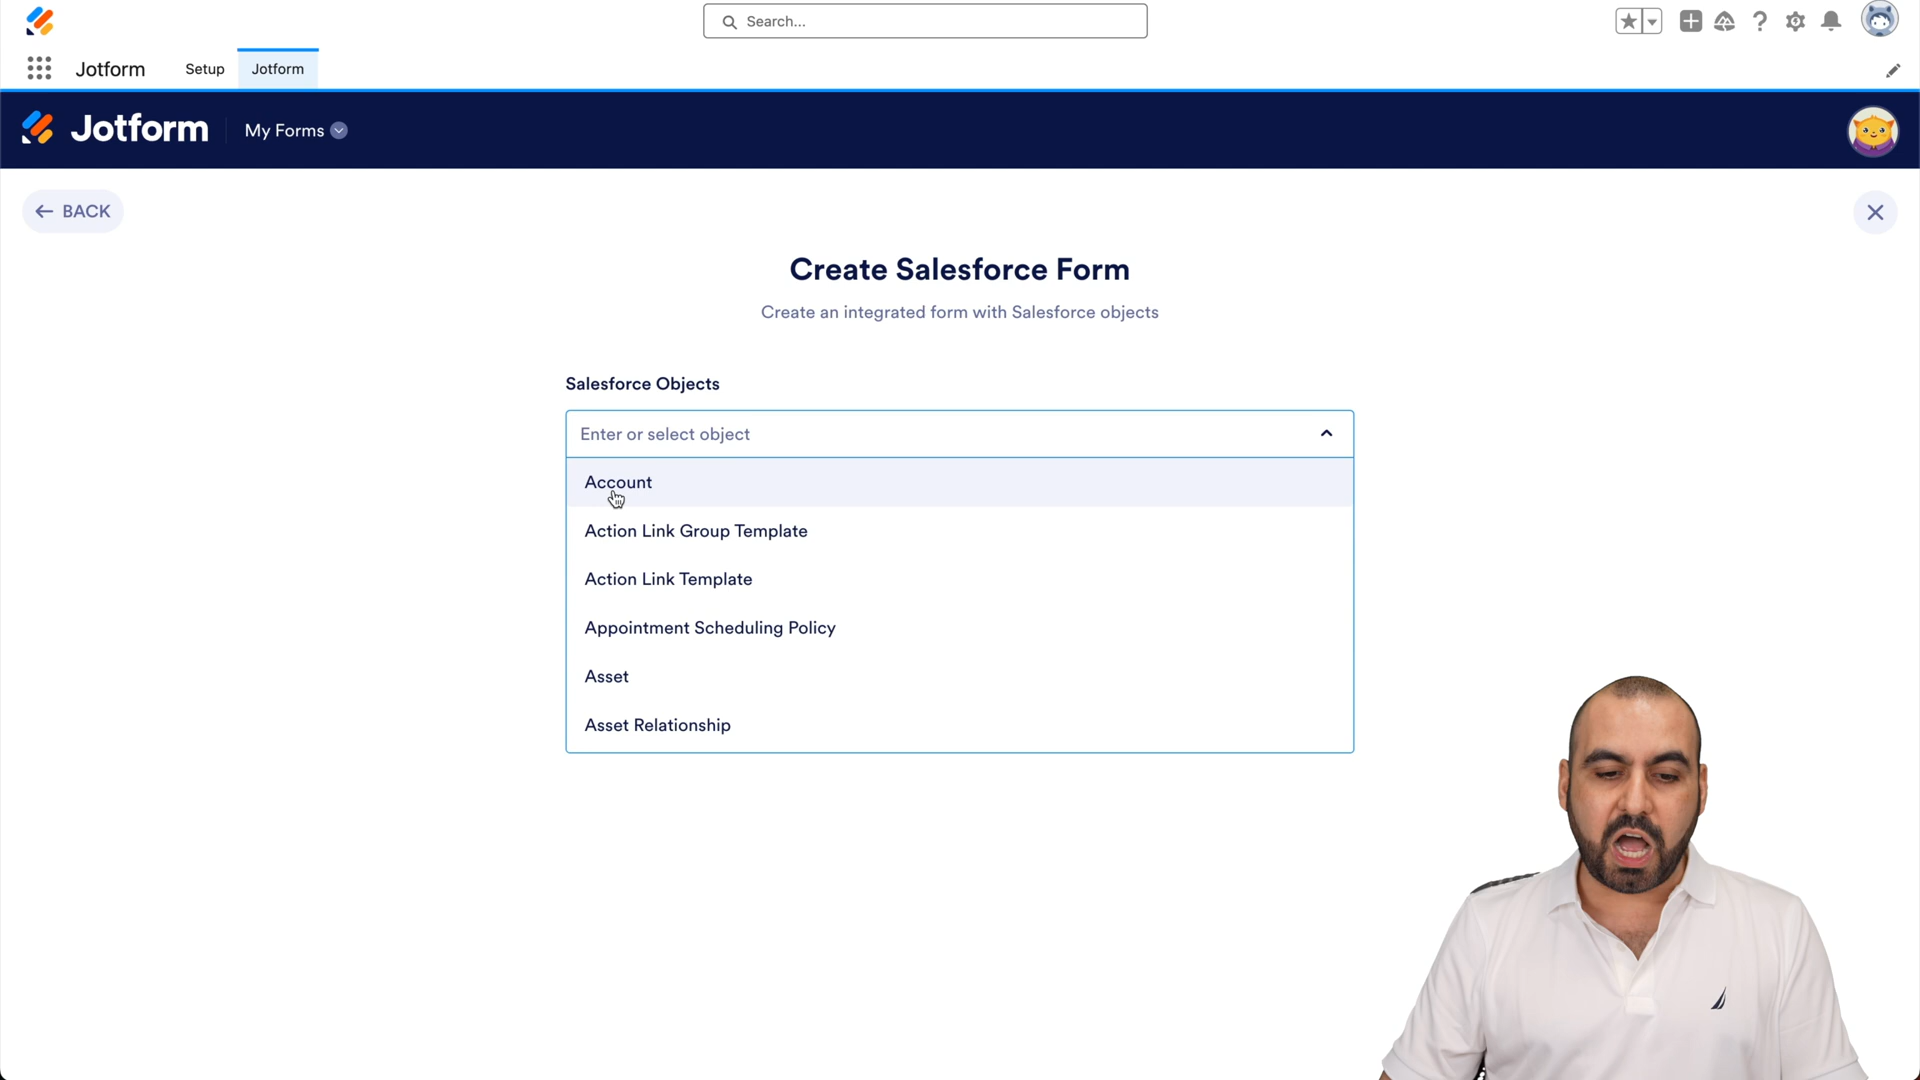 Search...
Jotform
Setup
Jotform
Jotform
My Forms
BACK
Create Salesforce Form
Create an integrated form with Salesforce objects
Salesforce Objects
Enter or select object
Account
Action Link Group Template
Action Link Template
Appointment Scheduling Policy
Asset
Asset Relationship